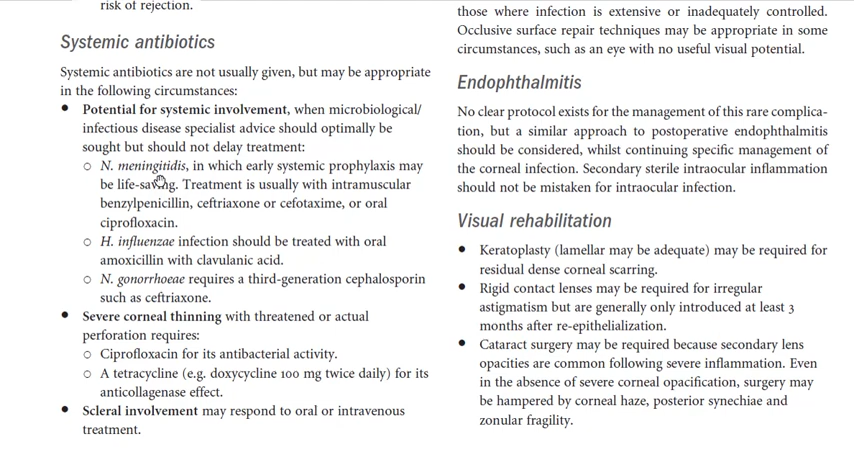 risk of rejection.
Systemic antibiotics
Systemic antibiotics are not usually given, but may be appropriate
in the following circumstances:
● Potential for systemic involvement, when microbiological/
infectious disease specialist advice should optimally be
sought but should not delay treatment:
○ N. meningitidis, in which early systemic prophylaxis may
be life-saving. Treatment is usually with intramuscular
benzylpenicillin, ceftriaxone or cefotaxime, or oral
ciprofloxacin.
○ H. influenzae infection should be treated with oral
amoxicillin with clavulanic acid.
○ N. gonorrhoeae requires a third-generation cephalosporin
such as ceftriaxone.
● Severe corneal thinning with threatened or actual
perforation requires:
○ Ciprofloxacin for its antibacterial activity.
○ A tetracycline (e.g. doxycycline 100 mg twice daily) for its
anticollagenase effect.
● Scleral involvement may respond to oral or intravenous
treatment.
those where infection is extensive or inadequately controlled.
Occlusive surface repair techniques may be appropriate in some
circumstances, such as an eye with no useful visual potential.
Endophthalmitis
No clear protocol exists for the management of this rare complica-
tion, but a similar approach to postoperative endophthalmitis
should be considered, whilst continuing specific management of
the corneal infection. Secondary sterile intraocular inflammation
should not be mistaken for intraocular infection.
Visual rehabilitation
● Keratoplasty (lamellar may be adequate) may be required for
residual dense corneal scarring.
● Rigid contact lenses may be required for irregular
astigmatism but are generally only introduced at least 3
months after re-epithelialization.
● Cataract surgery may be required because secondary lens
opacities are common following severe inflammation. Even
in the absence of severe corneal opacification, surgery may
be hampered by corneal haze, posterior synechiae and
zonular fragility.